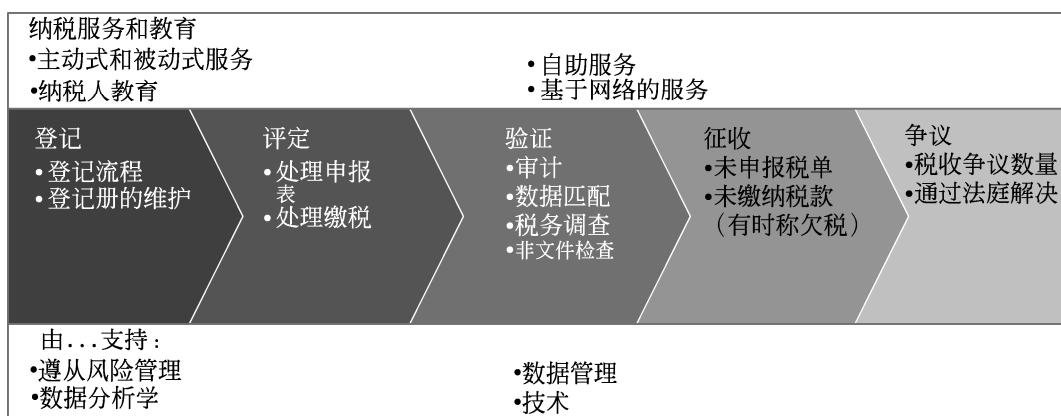 纳税服务和教育
•主动式和被动式服务
•纳税人教育
•自助服务
•基于网络的服务
登记
•登记流程
•登记册的维护
评定
•处理申报
表
•处理缴税
验证
•审计
•数据匹配
•税务调查
•非文件检查
征收
•未申报税单
•未缴纳税款
（有时称欠税）
争议
•税收争议数量
•通过法庭解决
由...支持：
•遵从风险管理
•数据分析学
•数据管理
•技术